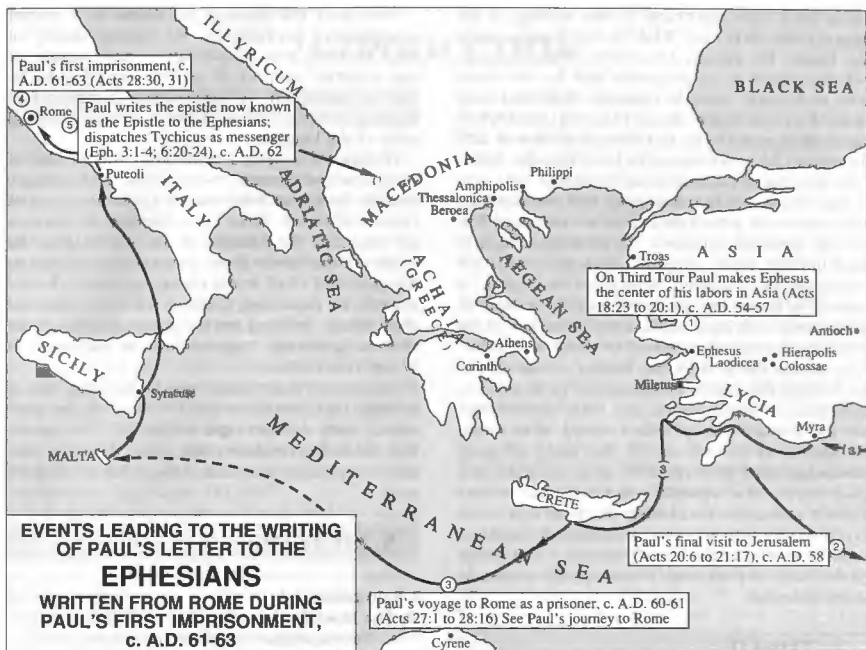 ILLYRICUM
BLACK SEA
Paul's first imprisonment, c.
A.D. 61-63 (Acts 28:30, 31)
4
Rome
5
Paul writes the epistle now known
as the Epistle to the Ephesians;
dispatches Tychicus as messenger
(Eph. 3:1-4; 6:20-24), c. A.D. 62
Puteoli
ITALY
ADRIATIC SEA
MACEDONIA
Philippi
Amphipolis
Thessalonica
Beroea
Troas
ASIA
AEGEAN SEA
ACHAIA
(GREECE)
On Third Tour Paul makes Ephesus
the center of his labors in Asia (Acts
18:23 to 20:1), c. A.D. 54-57
1
Antioch
Athens
Corinth
Ephesus
Hierapolis
Laodicea
Colossae
Miletus
SICILY
Syracuse
LYCIA
Myra
(a)
MALTA
MEDITERRANEAN SEA
3
CRETE
EVENTS LEADING TO THE WRITING
OF PAUL'S LETTER TO THE
EPHESIANS
WRITTEN FROM ROME DURING
PAUL'S FIRST IMPRISONMENT,
c. A.D. 61-63
Paul's final visit to Jerusalem
(Acts 20:6 to 21:17), c. A.D. 58
2
3
Paul's voyage to Rome as a prisoner, c. A.D. 60-61
(Acts 27:1 to 28:16) See Paul's journey to Rome
Cyrene